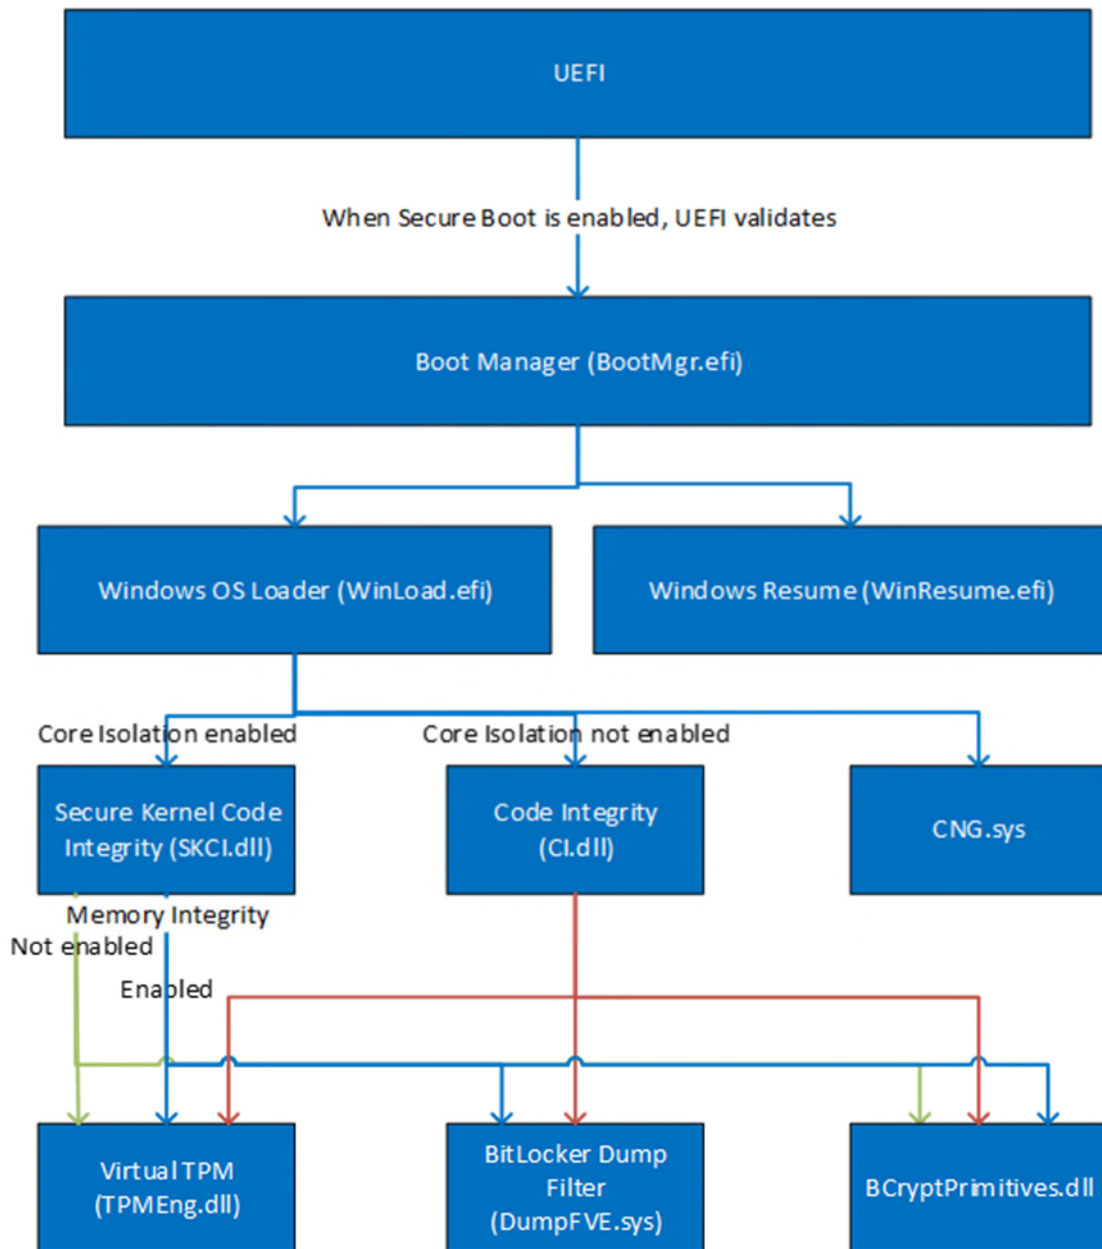 UEFI
When Secure Boot is enabled, UEFI validates
Boot Manager (BootMgr.efi)
Windows OS Loader (WinLoad.efi)
Windows Resume (WinResume.efi)
Core Isolation enabled
Core Isolation not enabled
Secure Kernel Code
Integrity (SKCI.dll)
Code Integrity
(CI.dll)
CNG.sys
Memory Integrity
Not enabled
Enabled
Virtual TPM
(TPMEng.dll)
BitLocker Dump
Filter
(DumpFVE.sys)
BCryptPrimitives.dll